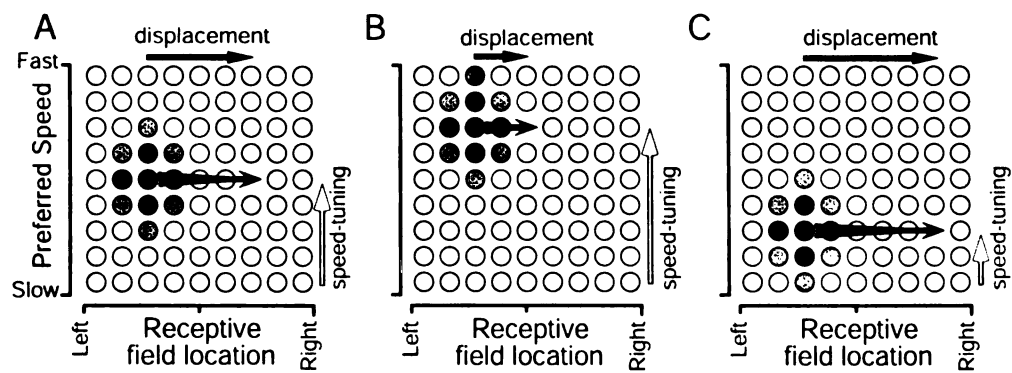 A
displacement
Fast
Preferred Speed
Slow
speed-tuning
Left
Receptive
field location
Right
B
displacement
speed-tuning
Left
Receptive
field location
Right
C
displacement
speed-tuning
Left
Receptive
field location
Right